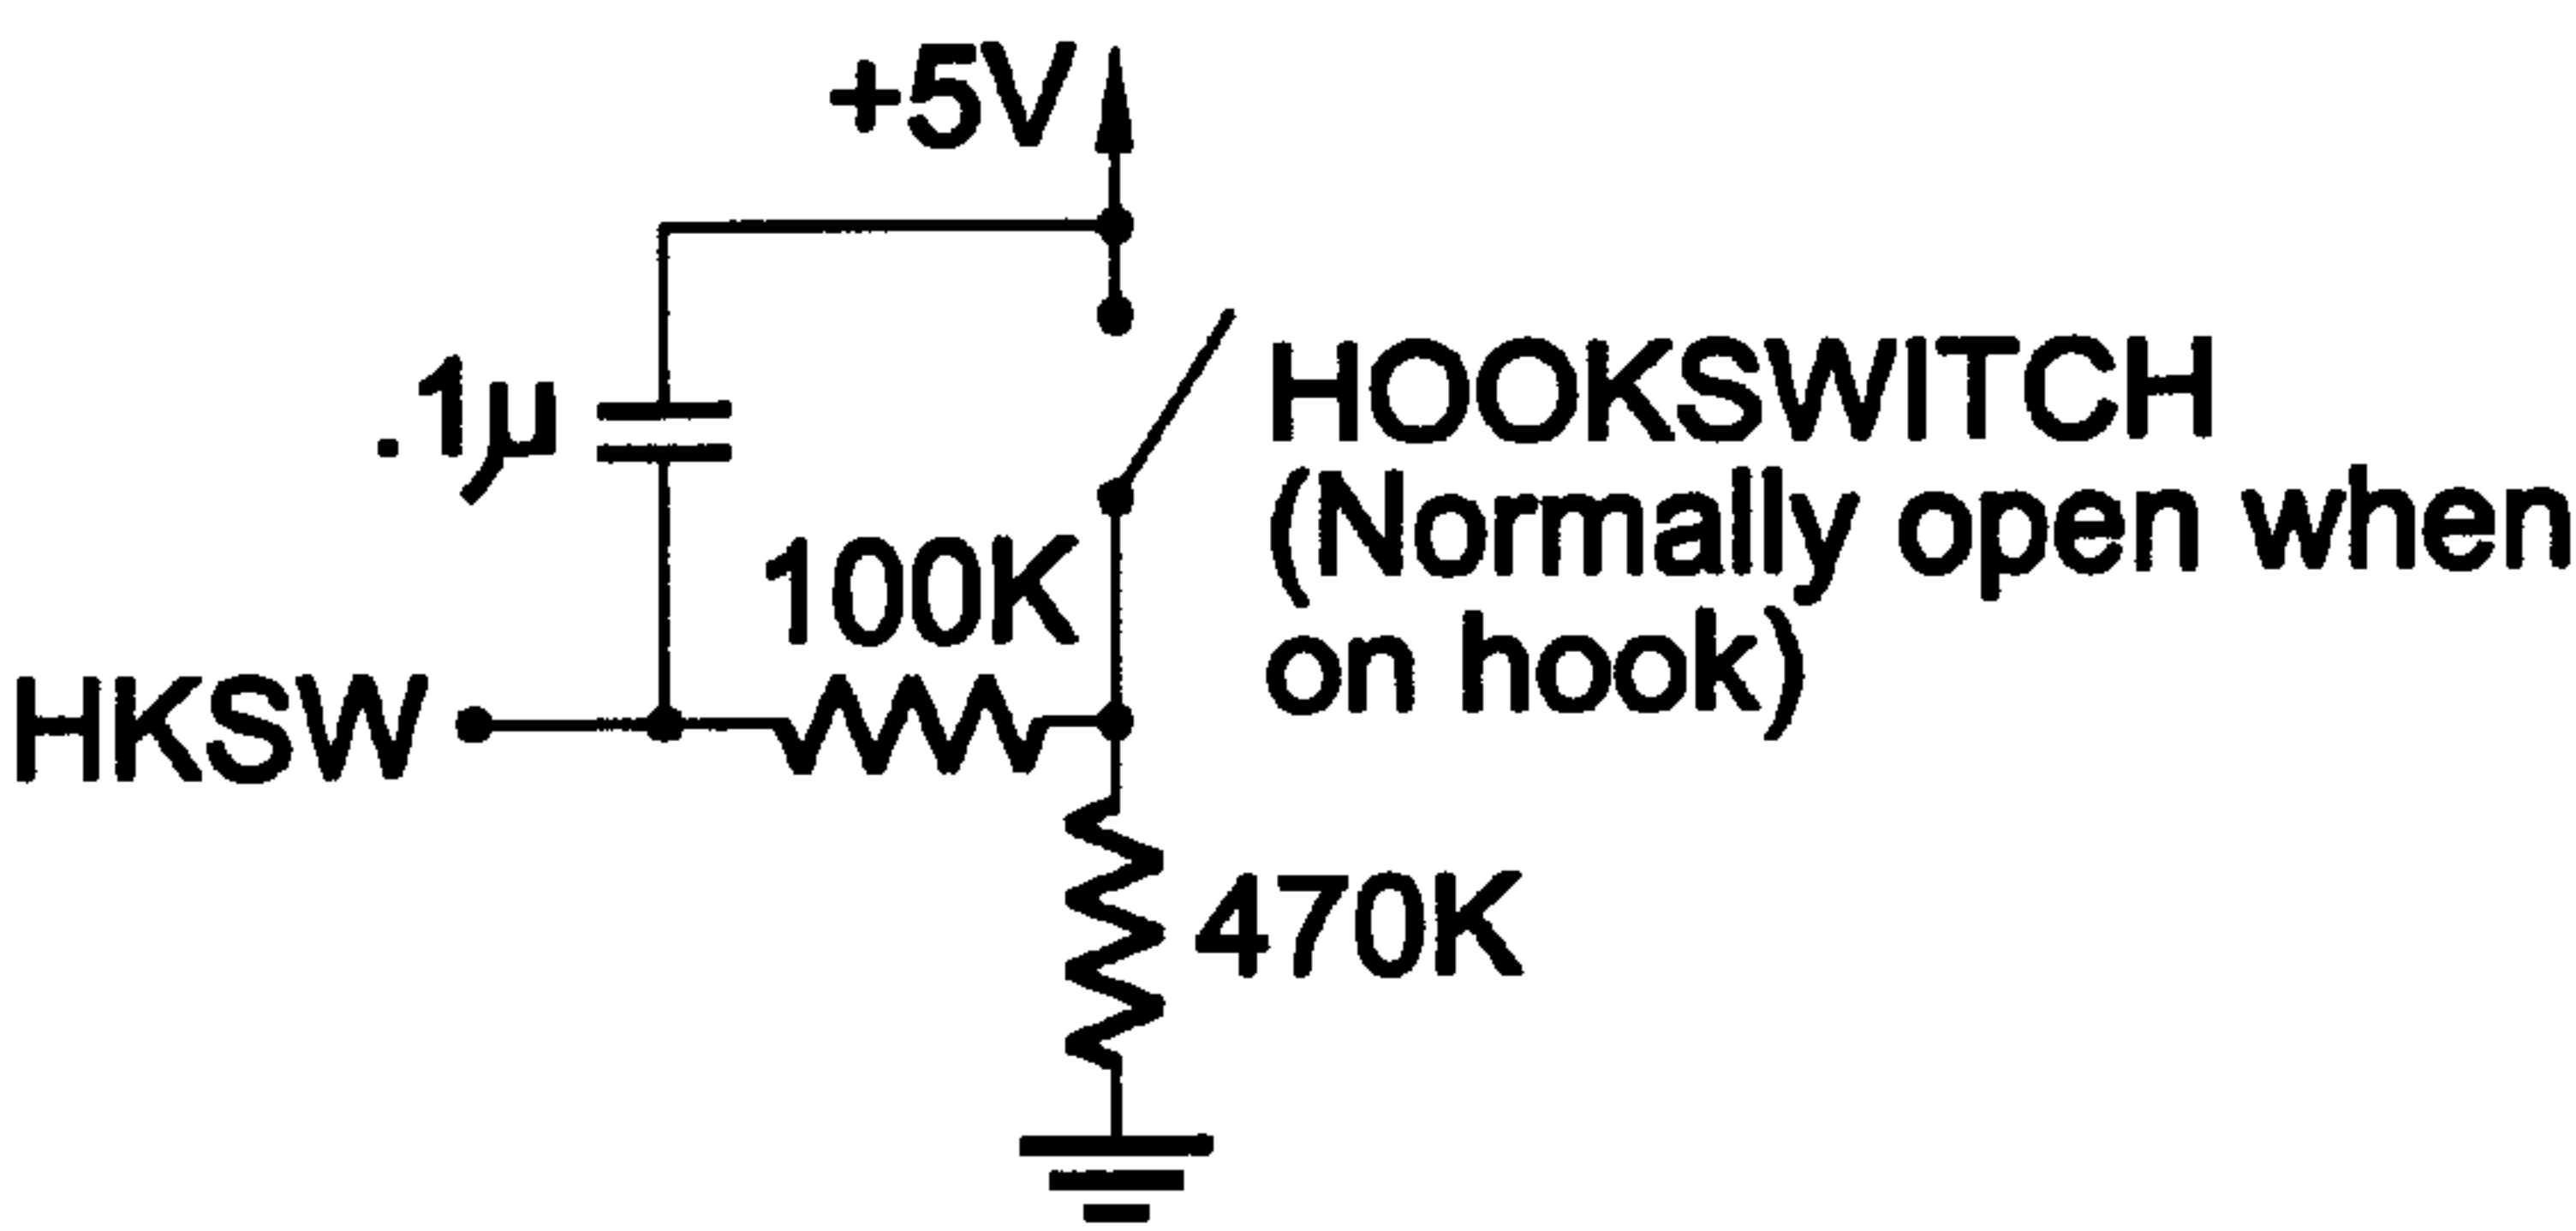 +5V
.1µ
HOOKSWITCH
(Normally open when
on hook)
100K
HKSW
470K